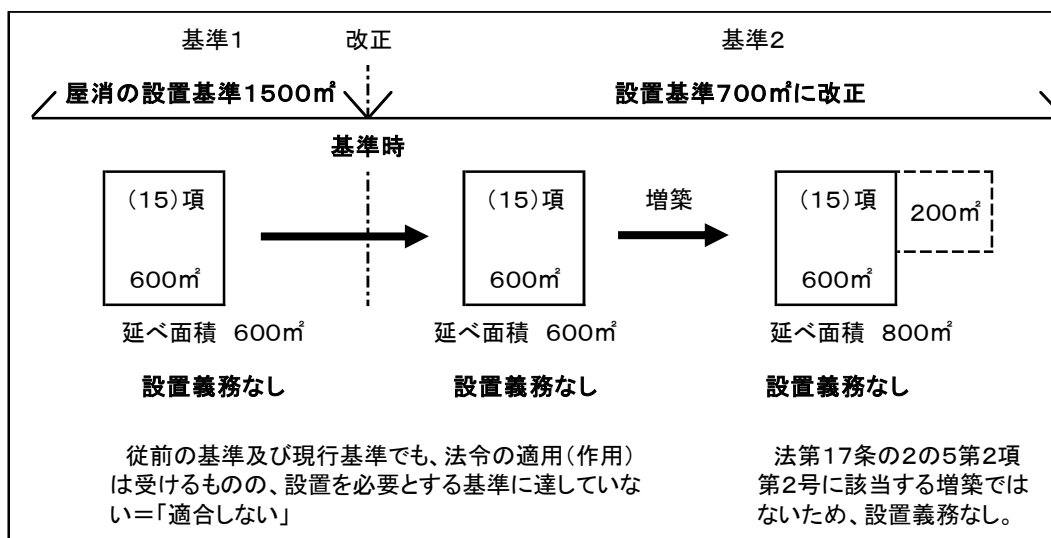 基準1 改正 基準2
屋消の設置基準1500㎡ 設置基準700㎡に改正
基準時
(15)項 (15)項 増築 (15)項 200㎡
600㎡ 600㎡ 600㎡
延べ面積 600㎡ 延べ面積 600㎡ 延べ面積 800㎡
設置義務なし 設置義務なし 設置義務なし
従前の基準及び現行基準でも、法令の適用(作用)
は受けるものの、設置を必要とする基準に達していな
い=「適合しない」
法第17条の2の5第2項
第2号に該当する増築では
ないため、設置義務なし。